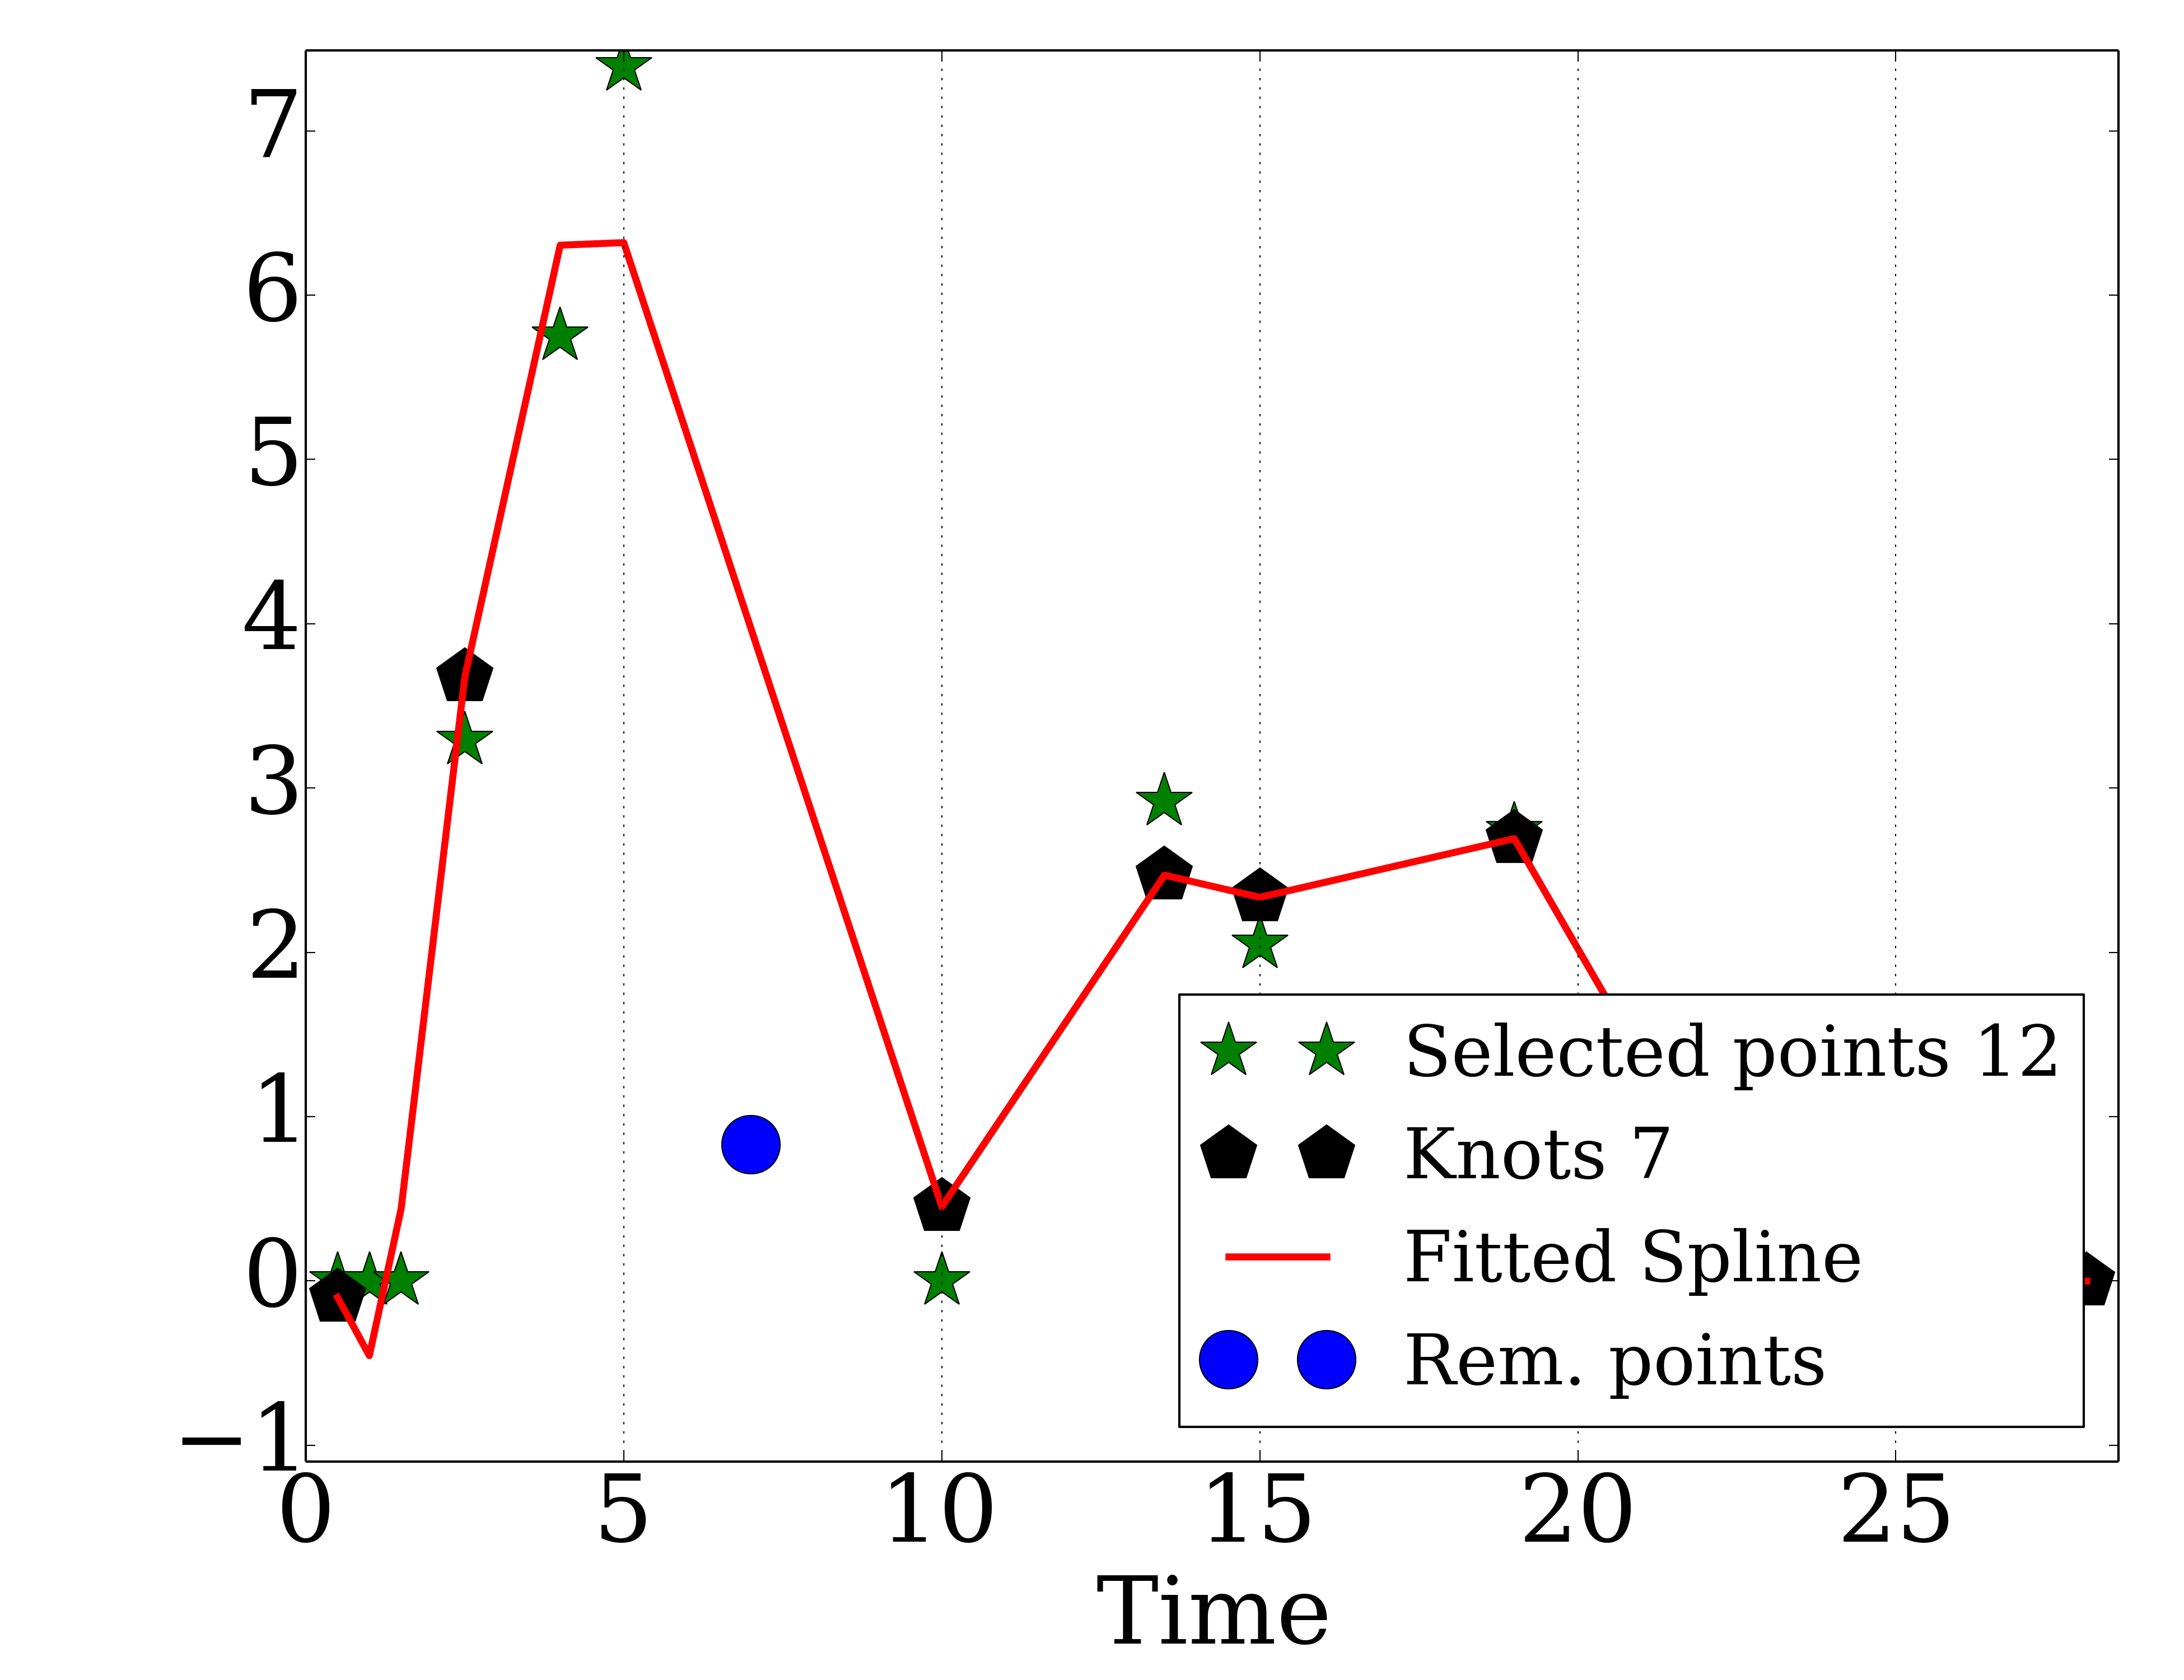 7
6
5
4
3
2
1
0
−1
0 5 10 15 20 25
Time
Selected points 12
Knots 7
Fitted Spline
Rem. points